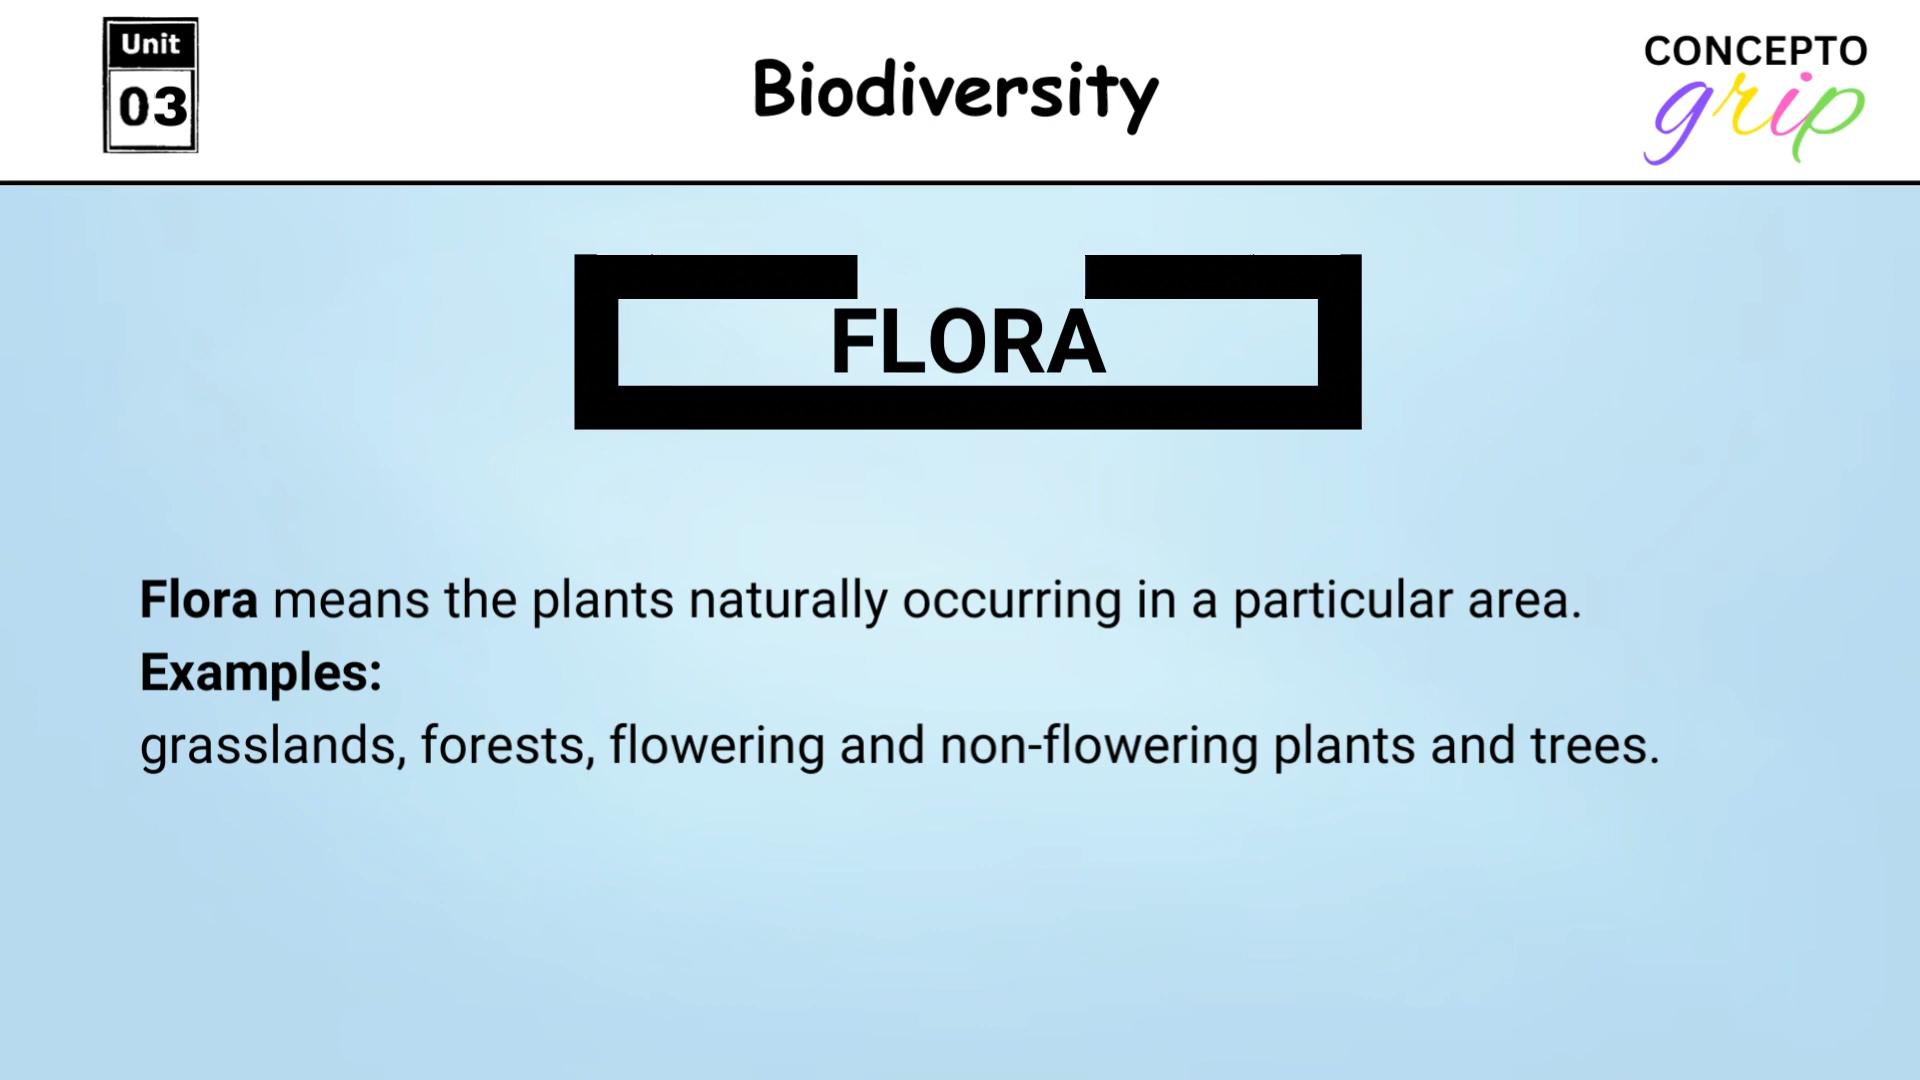 Unit
03
Biodiversity
CONCEPTO
grip
FLORA
Flora means the plants naturally occurring in a particular area.
Examples:
grasslands, forests, flowering and non-flowering plants and trees.